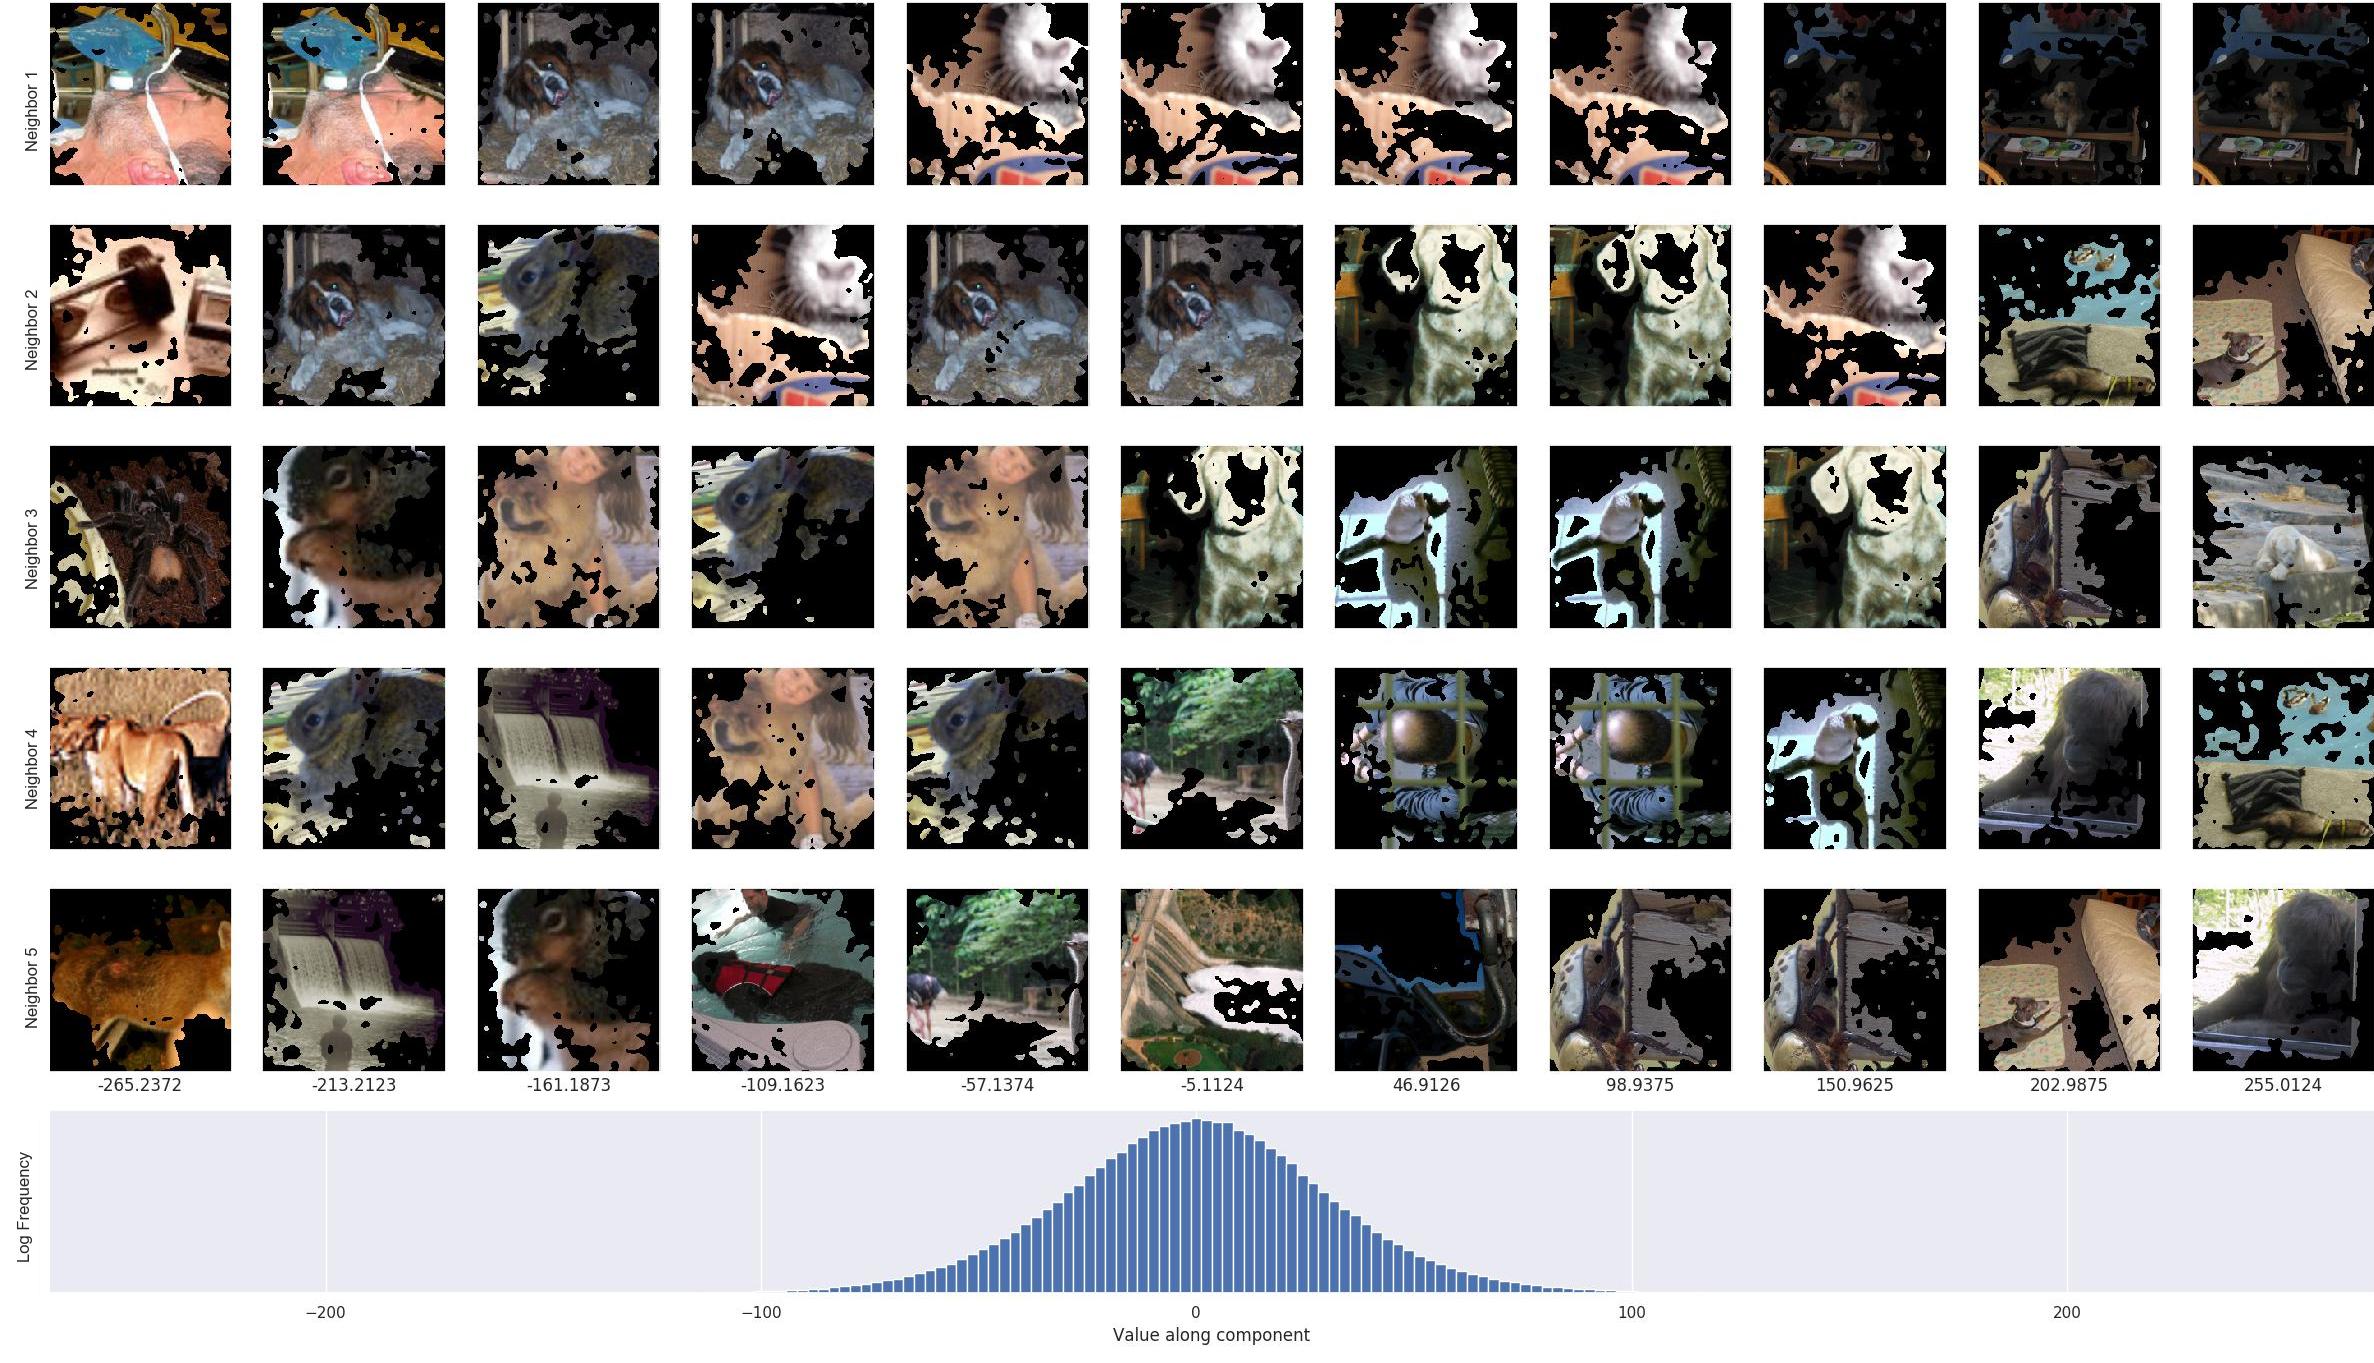 Neighbor 1
Neighbor 2
Neighbor 3
Neighbor 4
Neighbor 5
-265.2372 -213.2123 -161.1873 -109.1623 -57.1374 -5.1124 46.9126 98.9375 150.9625 202.9875 255.0124
Log Frequency
−200 −100 0 100 200
Value along component